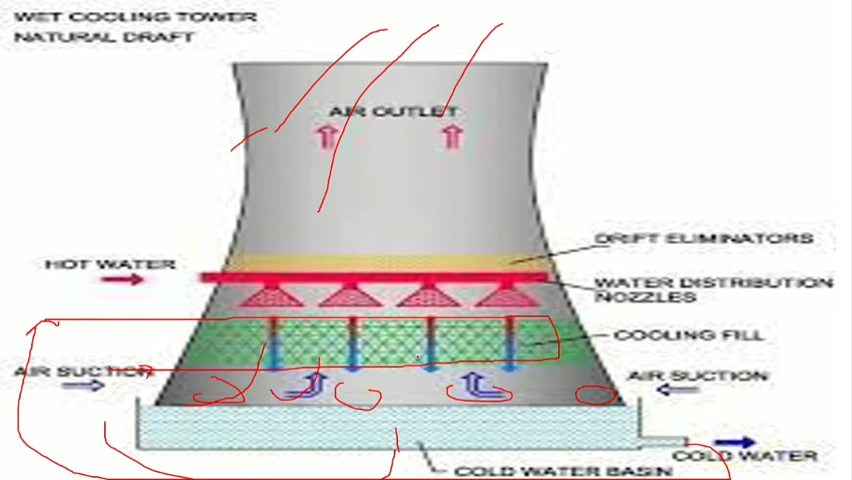 WET COOLING TOWER
NATURAL DRAFT
AIR OUTLET
DRIFT ELIMINATORS
HOT WATER
WATER DISTRIBUTION
NOZZLES
COOLING FILL
AIR SUCTION
AIR SUCTION
COLD WATER
COLD WATER BASIN